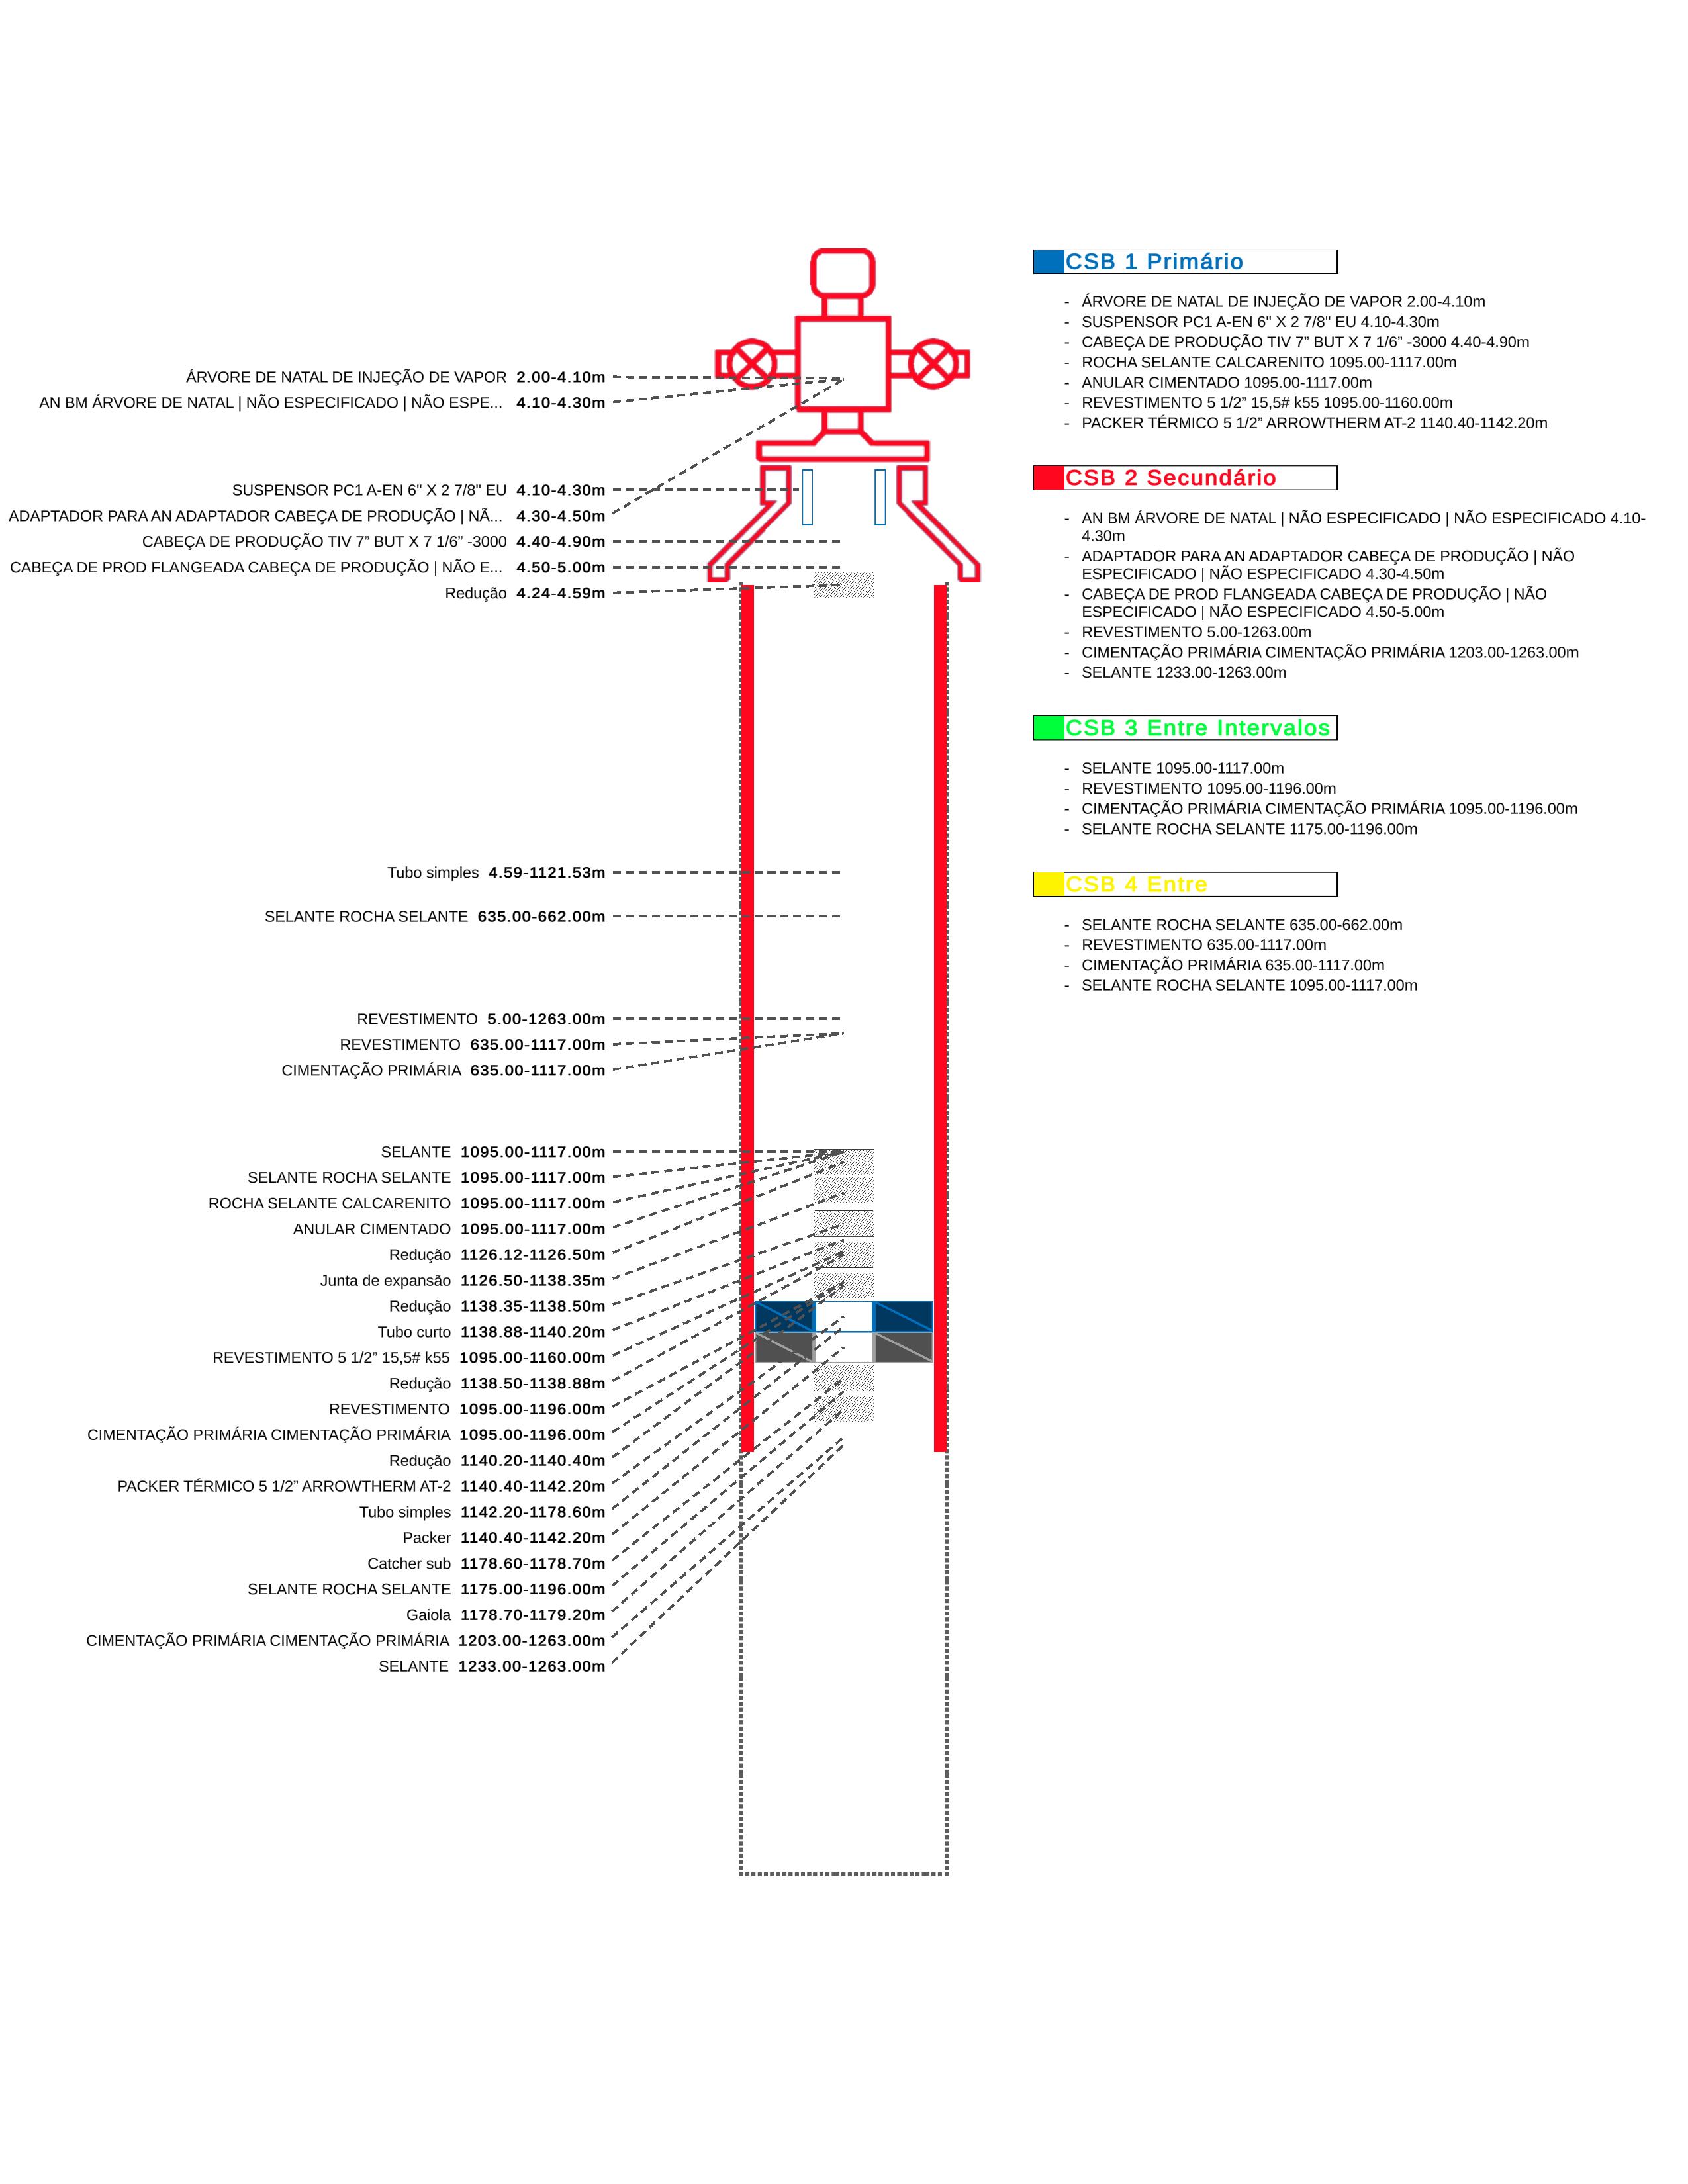 ÁRVORE DE NATAL DE INJEÇÃO DE VAPOR 2.00-4.10m
AN BM ÁRVORE DE NATAL | NÃO ESPECIFICADO | NÃO ESPE... 4.10-4.30m
SUSPENSOR PC1 A-EN 6" X 2 7/8" EU 4.10-4.30m
ADAPTADOR PARA AN ADAPTADOR CABEÇA DE PRODUÇÃO | NÃ... 4.30-4.50m
CABEÇA DE PRODUÇÃO TIV 7” BUT X 7 1/6” -3000 4.40-4.90m
CABEÇA DE PROD FLANGEADA CABEÇA DE PRODUÇÃO | NÃO E... 4.50-5.00m
Redução 4.24-4.59m
Tubo simples 4.59-1121.53m
SELANTE ROCHA SELANTE 635.00-662.00m
REVESTIMENTO 5.00-1263.00m
REVESTIMENTO 635.00-1117.00m
CIMENTAÇÃO PRIMÁRIA 635.00-1117.00m
SELANTE 1095.00-1117.00m
SELANTE ROCHA SELANTE 1095.00-1117.00m
ROCHA SELANTE CALCARENITO 1095.00-1117.00m
ANULAR CIMENTADO 1095.00-1117.00m
Redução 1126.12-1126.50m
Junta de expansão 1126.50-1138.35m
Redução 1138.35-1138.50m
Tubo curto 1138.88-1140.20m
REVESTIMENTO 5 1/2” 15,5# k55 1095.00-1160.00m
Redução 1138.50-1138.88m
REVESTIMENTO 1095.00-1196.00m
CIMENTAÇÃO PRIMÁRIA CIMENTAÇÃO PRIMÁRIA 1095.00-1196.00m
Redução 1140.20-1140.40m
PACKER TÉRMICO 5 1/2” ARROWTHERM AT-2 1140.40-1142.20m
Tubo simples 1142.20-1178.60m
Packer 1140.40-1142.20m
Catcher sub 1178.60-1178.70m
SELANTE ROCHA SELANTE 1175.00-1196.00m
Gaiola 1178.70-1179.20m
CIMENTAÇÃO PRIMÁRIA CIMENTAÇÃO PRIMÁRIA 1203.00-1263.00m
SELANTE 1233.00-1263.00m
CSB 1 Primário
- ÁRVORE DE NATAL DE INJEÇÃO DE VAPOR 2.00-4.10m
- SUSPENSOR PC1 A-EN 6" X 2 7/8" EU 4.10-4.30m
- CABEÇA DE PRODUÇÃO TIV 7” BUT X 7 1/6” -3000 4.40-4.90m
- ROCHA SELANTE CALCARENITO 1095.00-1117.00m
- ANULAR CIMENTADO 1095.00-1117.00m
- REVESTIMENTO 5 1/2” 15,5# k55 1095.00-1160.00m
- PACKER TÉRMICO 5 1/2” ARROWTHERM AT-2 1140.40-1142.20m
CSB 2 Secundário
- AN BM ÁRVORE DE NATAL | NÃO ESPECIFICADO | NÃO ESPECIFICADO 4.10-
4.30m
- ADAPTADOR PARA AN ADAPTADOR CABEÇA DE PRODUÇÃO | NÃO
ESPECIFICADO | NÃO ESPECIFICADO 4.30-4.50m
- CABEÇA DE PROD FLANGEADA CABEÇA DE PRODUÇÃO | NÃO
ESPECIFICADO | NÃO ESPECIFICADO 4.50-5.00m
- REVESTIMENTO 5.00-1263.00m
- CIMENTAÇÃO PRIMÁRIA CIMENTAÇÃO PRIMÁRIA 1203.00-1263.00m
- SELANTE 1233.00-1263.00m
CSB 3 Entre Intervalos
- SELANTE 1095.00-1117.00m
- REVESTIMENTO 1095.00-1196.00m
- CIMENTAÇÃO PRIMÁRIA CIMENTAÇÃO PRIMÁRIA 1095.00-1196.00m
- SELANTE ROCHA SELANTE 1175.00-1196.00m
CSB 4 Entre
- SELANTE ROCHA SELANTE 635.00-662.00m
- REVESTIMENTO 635.00-1117.00m
- CIMENTAÇÃO PRIMÁRIA 635.00-1117.00m
- SELANTE ROCHA SELANTE 1095.00-1117.00m